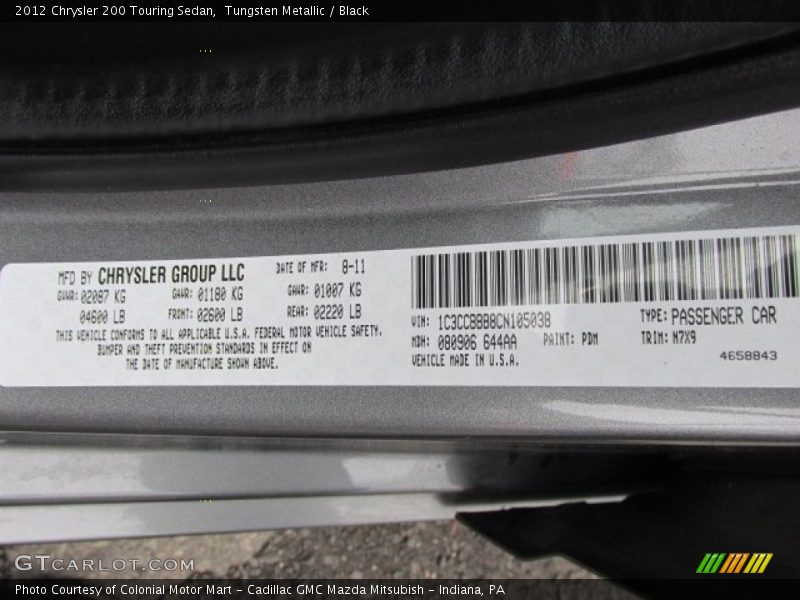 2012 Chrysler 200 Touring Sedan,  Tungsten Metallic / Black
MFD BY CHRYSLER GROUP LLC   DATE OF MFR: 8-11
GVWR: 02087 KG   GAWR: 01180 KG   GAWR: 01007 KG
04600 LB   FRONT: 02600 LB   REAR: 02220 LB
THIS VEHICLE CONFORMS TO ALL APPLICABLE U.S.A. FEDERAL MOTOR VEHICLE SAFETY,
BUMPER AND THEFT PREVENTION STANDARDS IN EFFECT ON
THE DATE OF MANUFACTURE SHOWN ABOVE.
VIN: 1C3CCBBB8CN105038   TYPE: PASSENGER CAR
MDH: 080906 644AA   PAINT: PDM   TRIM: N7X9
VEHICLE MADE IN U.S.A.   4658843
GTCARLOT.COM
Photo Courtesy of Colonial Motor Mart - Cadillac GMC Mazda Mitsubish - Indiana, PA